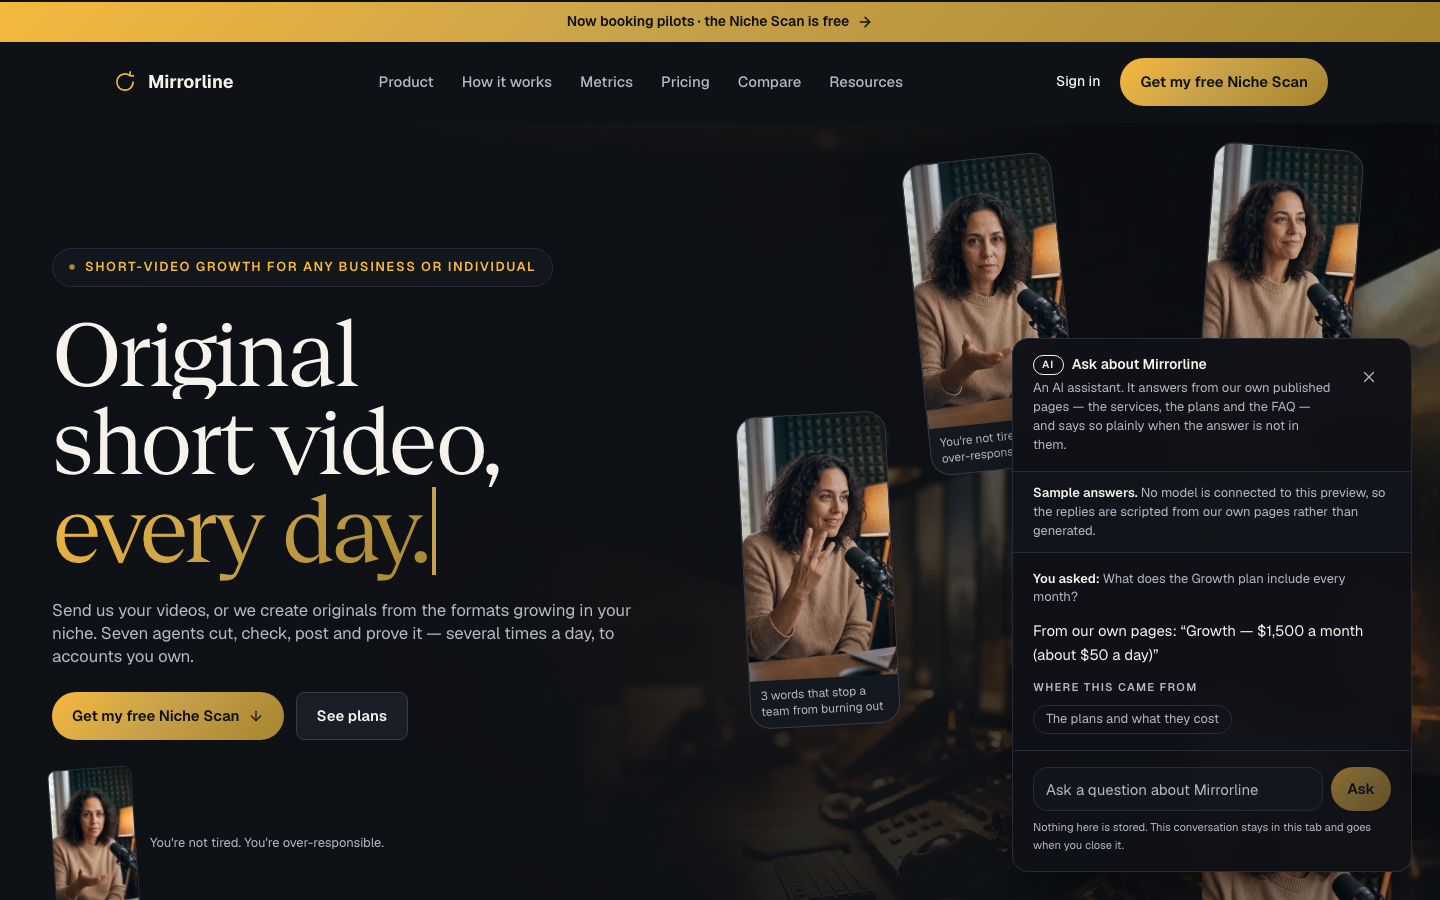 Now booking pilots · the Niche Scan is free →
Mirrorline
Product
How it works
Metrics
Pricing
Compare
Resources
Sign in
Get my free Niche Scan
SHORT-VIDEO GROWTH FOR ANY BUSINESS OR INDIVIDUAL
Original
short video,
every day.
Send us your videos, or we create originals from the formats growing in your
niche. Seven agents cut, check, post and prove it — several times a day, to
accounts you own.
Get my free Niche Scan ↓
See plans
You're not tired. You're over-responsible.
3 words that stop a
team from burning out
You're not tire
over-respons
AI Ask about Mirrorline
An AI assistant. It answers from our own published
pages — the services, the plans and the FAQ —
and says so plainly when the answer is not in
them.
Sample answers. No model is connected to this preview, so
the replies are scripted from our own pages rather than
generated.
You asked: What does the Growth plan include every
month?
From our own pages: “Growth — $1,500 a month
(about $50 a day)”
WHERE THIS CAME FROM
The plans and what they cost
Ask a question about Mirrorline
Ask
Nothing here is stored. This conversation stays in this tab and goes
when you close it.